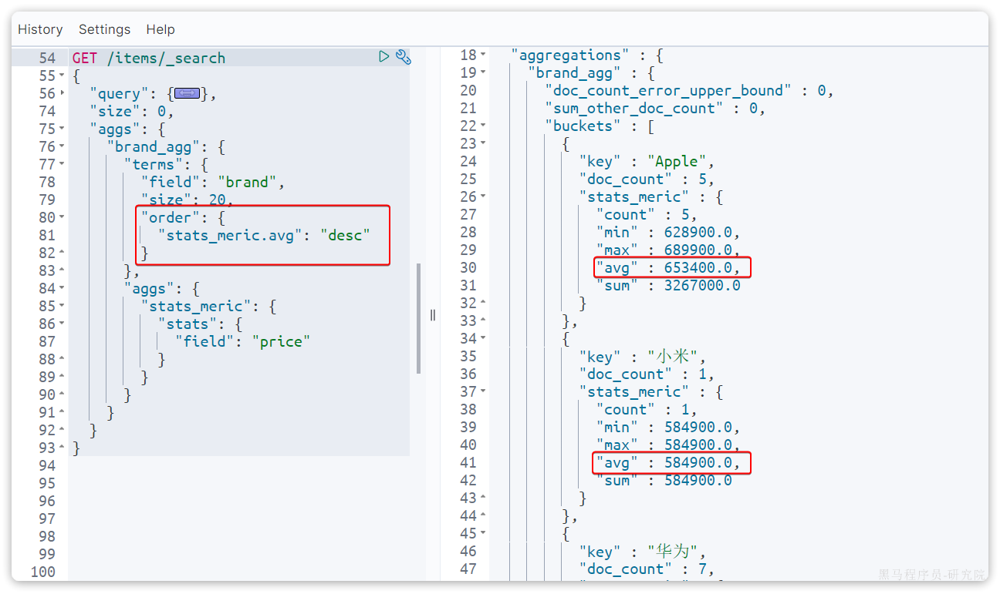 History Settings Help
54 GET /items/_search
55 {
56 "query": {},
74 "size": 0,
75 "aggs": {
76 "brand_agg": {
77 "terms": {
78 "field": "brand",
79 "size": 20,
80 "order": {
81 "stats_meric.avg": "desc"
82 }
83 },
84 "aggs": {
85 "stats_meric": {
86 "stats": {
87 "field": "price"
88 }
89 }
90 }
91 }
92 }
93 }
94
95
96
97
98
99
100
18 "aggregations" : {
19 "brand_agg" : {
20 "doc_count_error_upper_bound" : 0,
21 "sum_other_doc_count" : 0,
22 "buckets" : [
23 {
24 "key" : "Apple",
25 "doc_count" : 5,
26 "stats_meric" : {
27 "count" : 5,
28 "min" : 628900.0,
29 "max" : 689900.0,
30 "avg" : 653400.0,
31 "sum" : 3267000.0
32 }
33 },
34 {
35 "key" : "小米",
36 "doc_count" : 1,
37 "stats_meric" : {
38 "count" : 1,
39 "min" : 584900.0,
40 "max" : 584900.0,
41 "avg" : 584900.0,
42 "sum" : 584900.0
43 }
44 },
45 {
46 "key" : "华为",
47 "doc_count" : 7,
黑马程序员-研究院